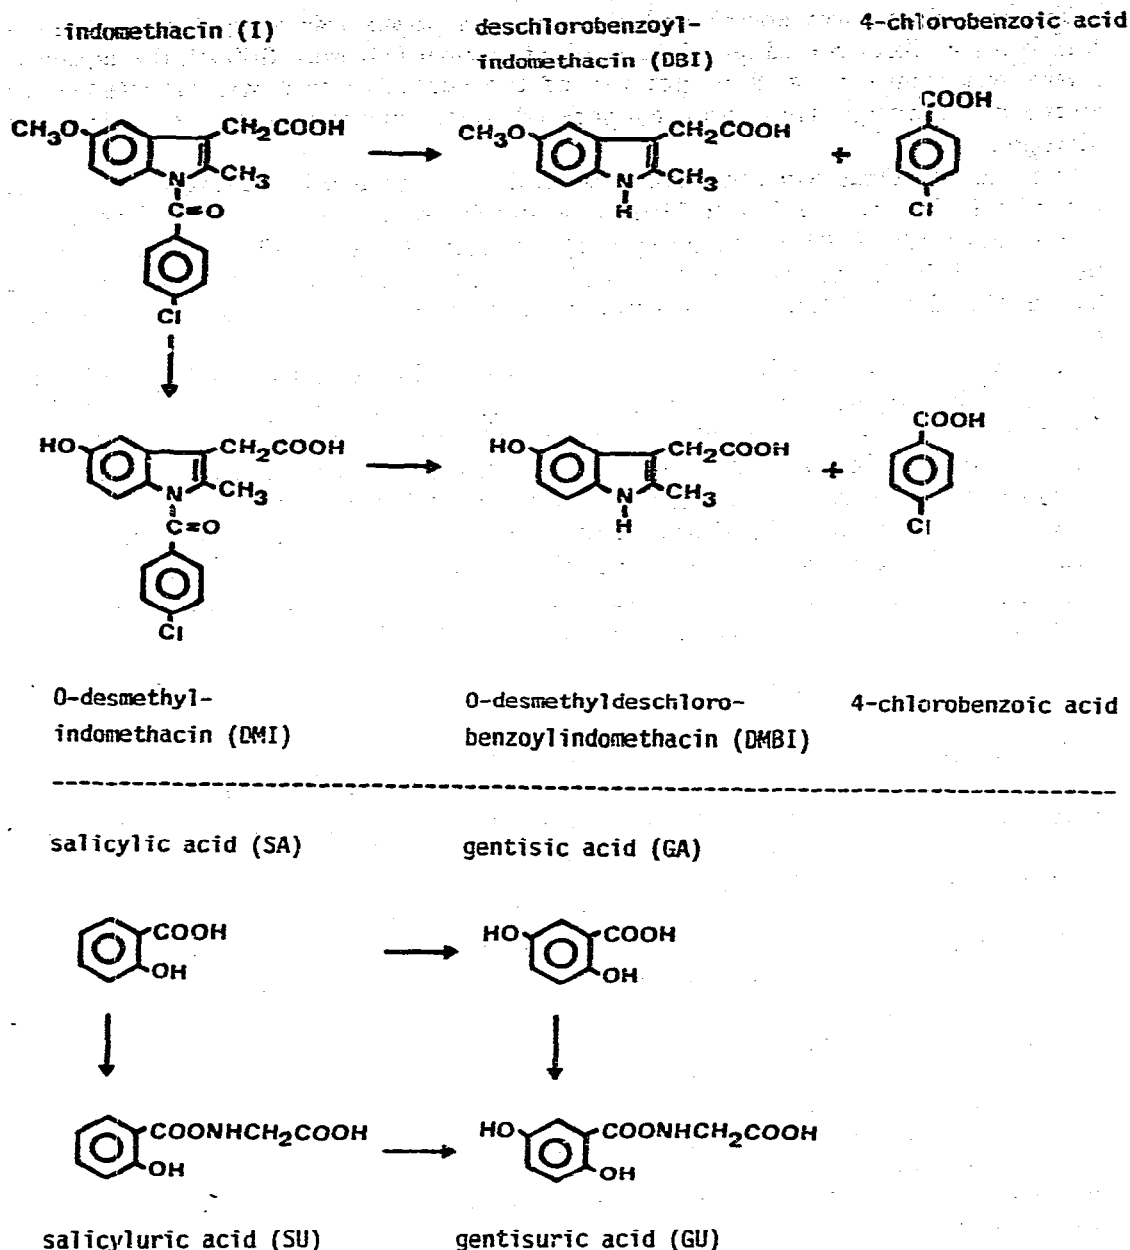 indomethacin (I)
deschlorobenzoyl-
indomethacin (DBI)
4-chlorobenzoic acid
CH3O
CH2COOH
N
CH3
C=O
Cl
CH3O
CH2COOH
N
CH3
H
+
COOH
Cl
HO
CH2COOH
N
CH3
C=O
Cl
HO
CH2COOH
N
CH3
H
+
COOH
Cl
O-desmethyl-
indomethacin (DMI)
O-desmethyldeschloro-
benzoylindomethacin (DMBI)
4-chlorobenzoic acid
salicylic acid (SA)
gentisic acid (GA)
COOH
OH
HO
COOH
OH
COONHCH2COOH
OH
HO
COONHCH2COOH
OH
salicyluric acid (SU)
gentisuric acid (GU)